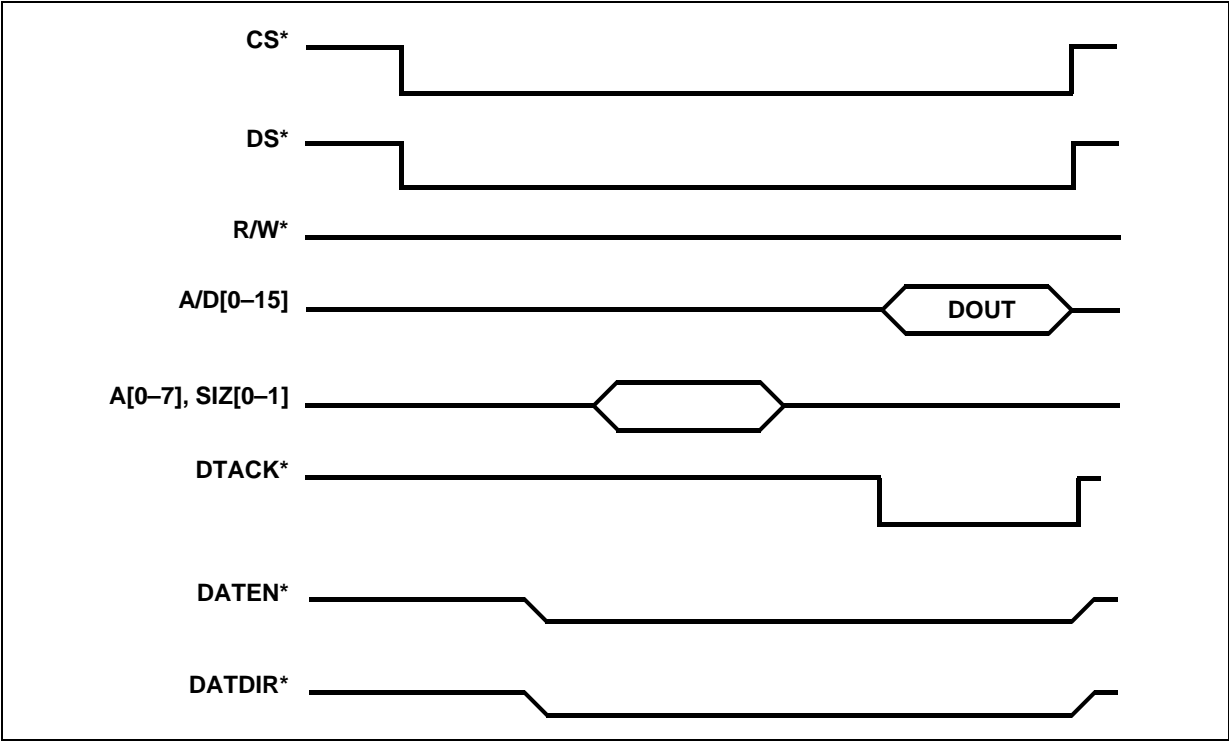 CS*
DS*
R/W*
A/D[0–15]
DOUT
A[0–7], SIZ[0–1]
DTACK*
DATEN*
DATDIR*